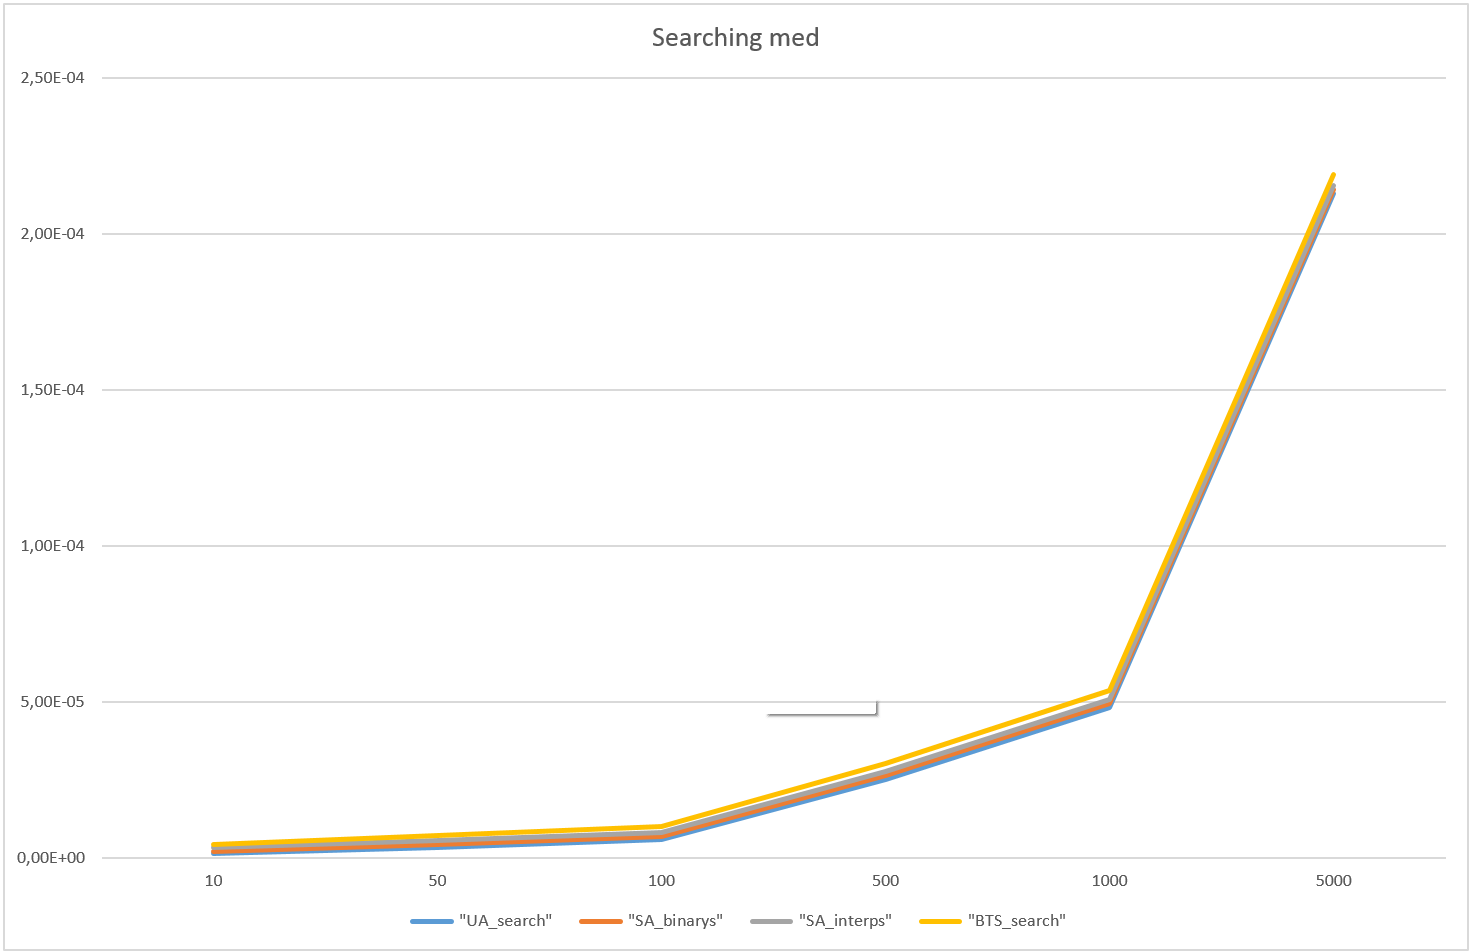 Searching med
2,50E-04
2,00E-04
1,50E-04
1,00E-04
5,00E-05
0,00E+00
10 50 100 500 1000 5000
"UA_search" "SA_binarys" "SA_interps" "BTS_search"